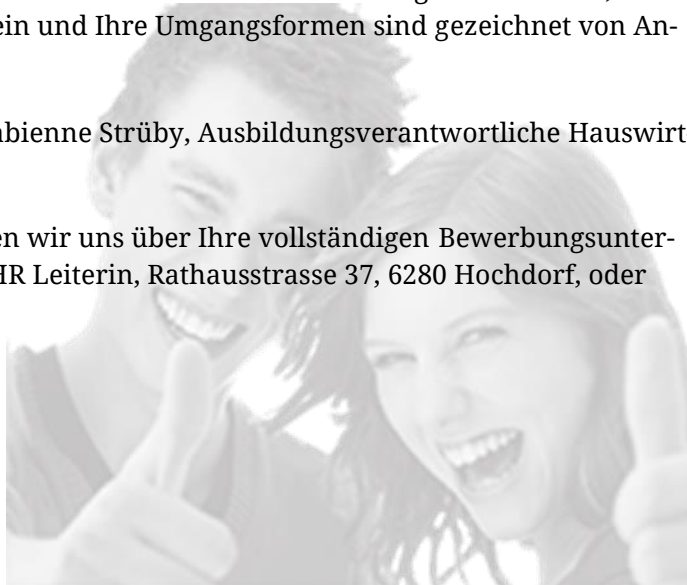 ein und Ihre Umgangsformen sind gezeichnet von An-
bienne Strüby, Ausbildungsverantwortliche Hauswirt
en wir uns über Ihre vollständigen Bewerbungsunter-
HR Leiterin, Rathausstrasse 37, 6280 Hochdorf, oder